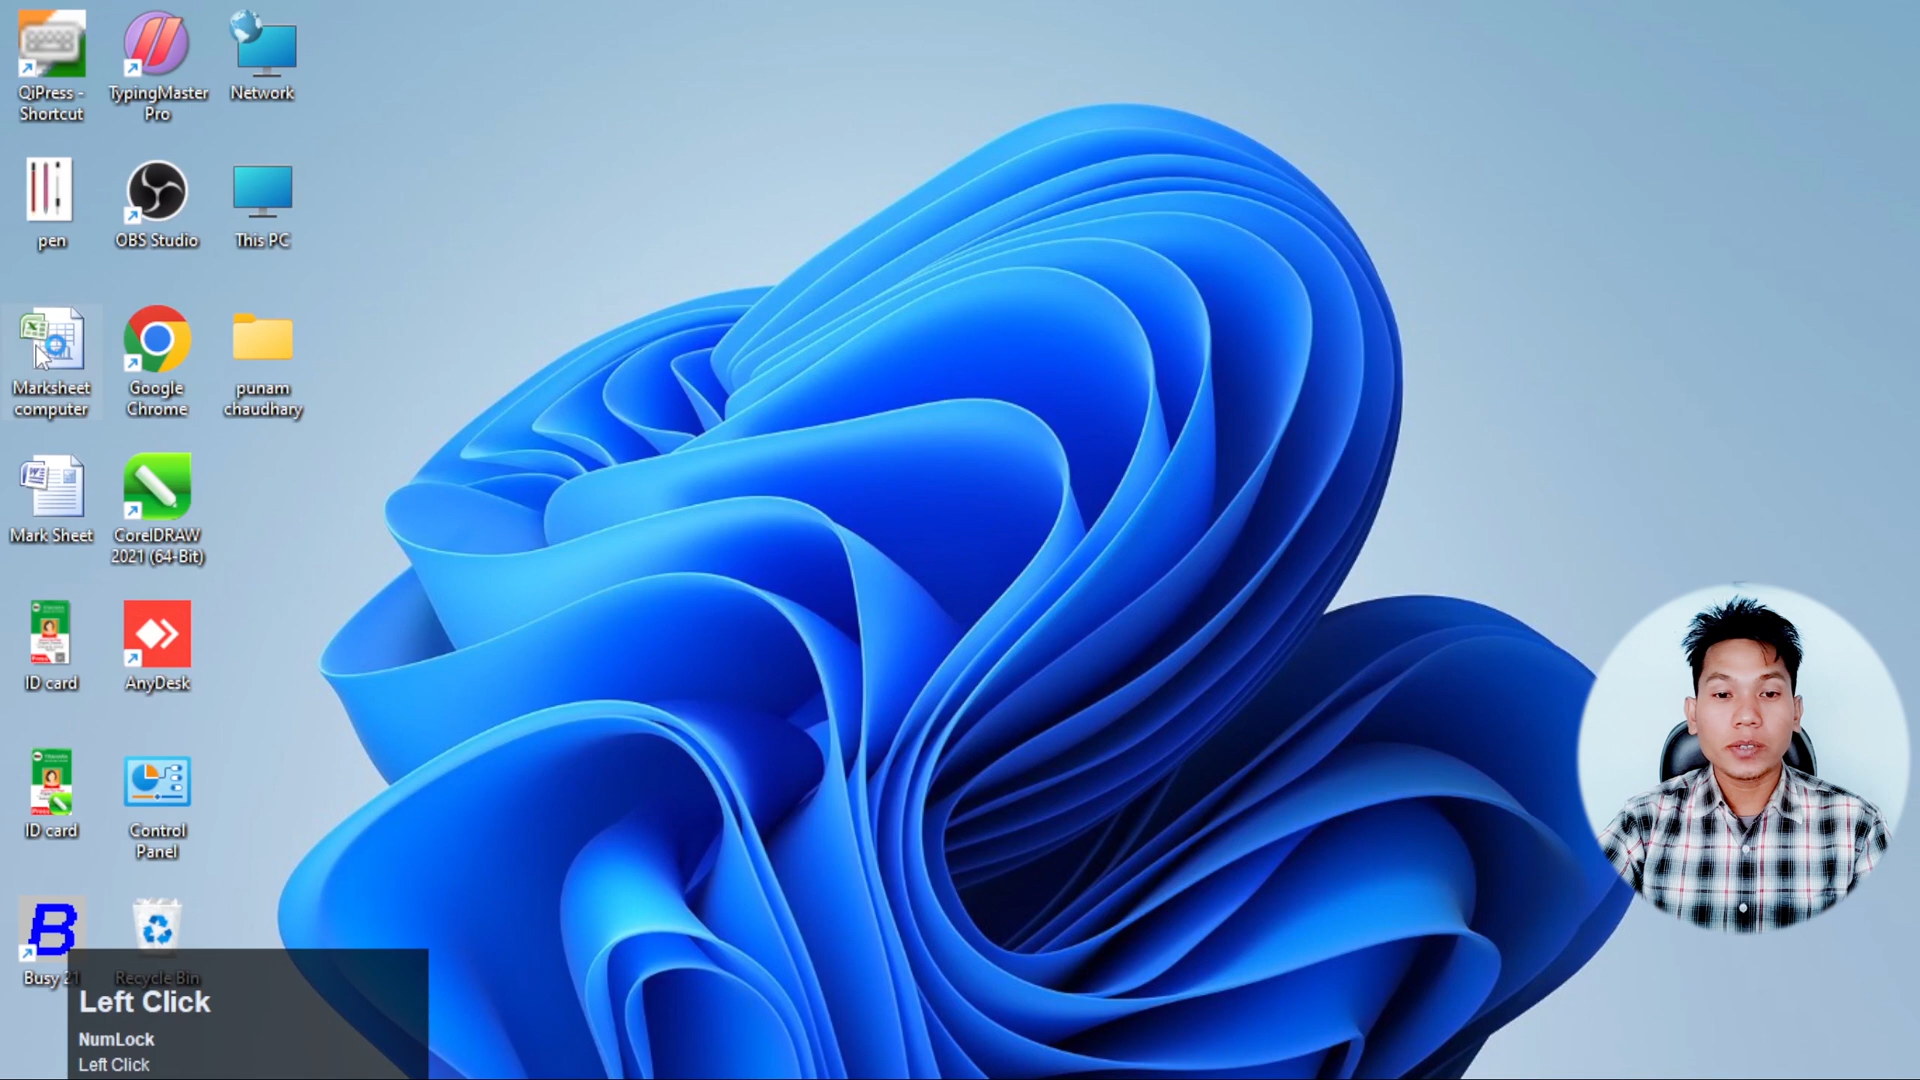 QiPress -
Shortcut
TypingMaster
Pro
Network
pen
OBS Studio
This PC
Marksheet
computer
Google
Chrome
punam
chaudhary
Mark Sheet
CorelDRAW
2021 (64-Bit)
ID card
AnyDesk
ID card
Control
Panel
Busy 21
Recycle Bin
Left Click
NumLock
Left Click